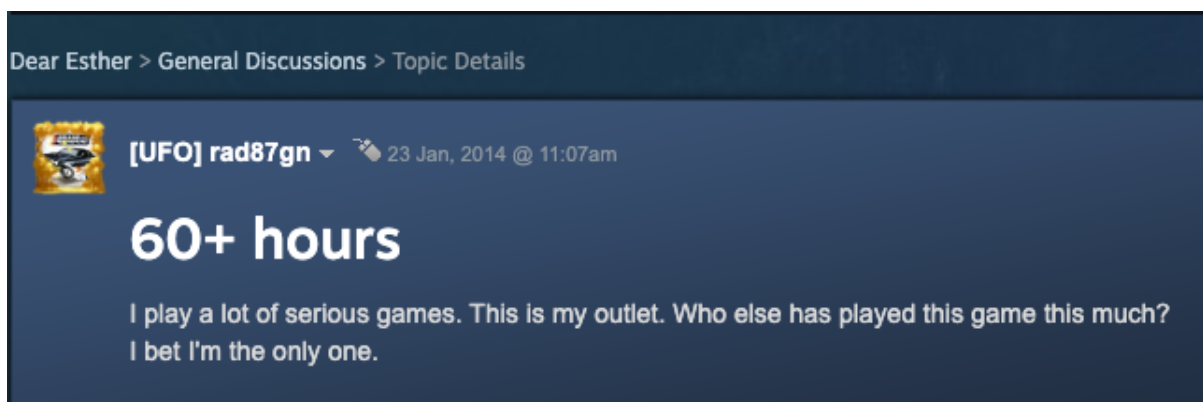 Dear Esther > General Discussions > Topic Details
[UFO] rad87gn 23 Jan, 2014 @ 11:07am
60+ hours
I play a lot of serious games. This is my outlet. Who else has played this game this much?
I bet I'm the only one.